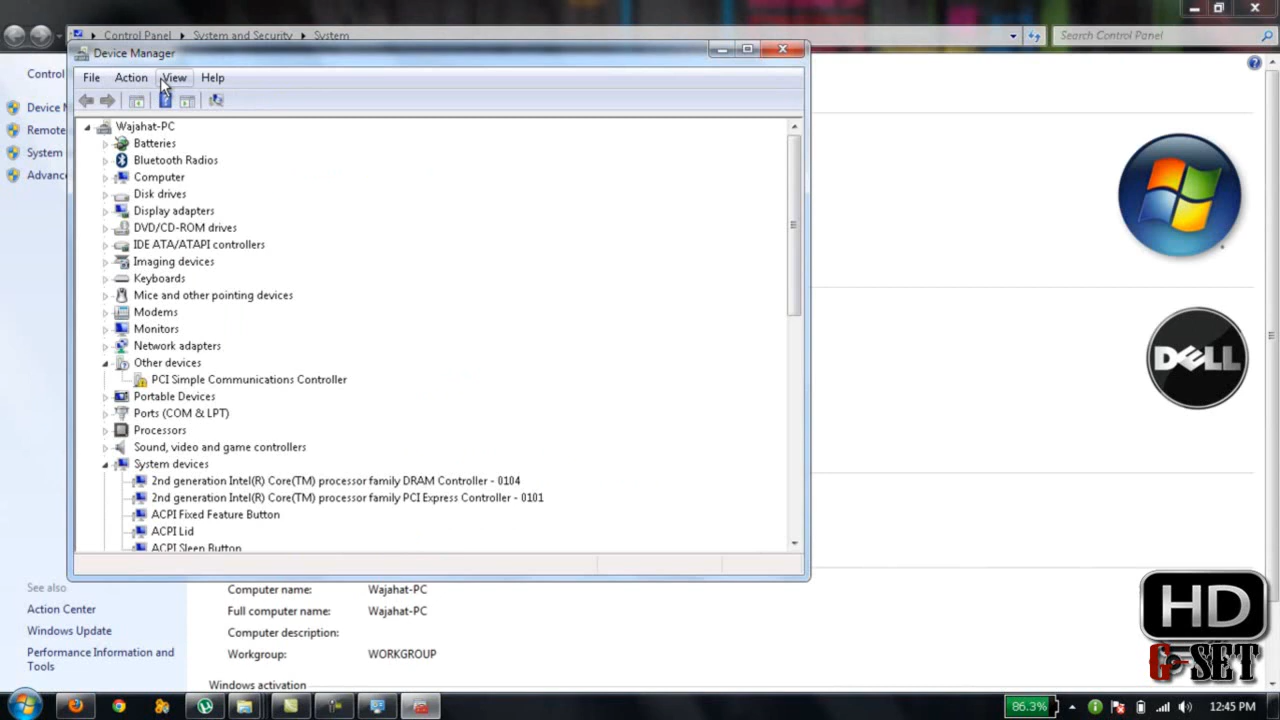 Control Panel
System and Security
System
Search Control Panel
Device Manager
File
Action
View
Help
Control
Device M
Remote
System
Advanc
Wajahat-PC
Batteries
Bluetooth Radios
Computer
Disk drives
Display adapters
DVD/CD-ROM drives
IDE ATA/ATAPI controllers
Imaging devices
Keyboards
Mice and other pointing devices
Modems
Monitors
Network adapters
Other devices
PCI Simple Communications Controller
Portable Devices
Ports (COM & LPT)
Processors
Sound, video and game controllers
System devices
2nd generation Intel(R) Core(TM) processor family DRAM Controller - 0104
2nd generation Intel(R) Core(TM) processor family PCI Express Controller - 0101
ACPI Fixed Feature Button
ACPI Lid
ACPI Sleep Button
DELL
See also
Action Center
Windows Update
Performance Information and
Tools
Computer name: Wajahat-PC
Full computer name: Wajahat-PC
Computer description:
Workgroup: WORKGROUP
Windows activation
HD
G-SET
86.3%
12:45 PM